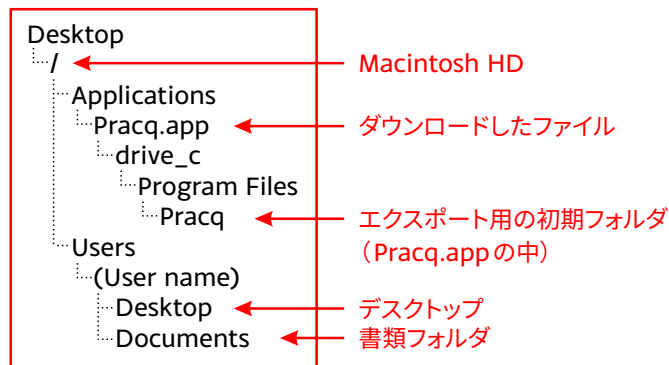 Desktop
/
Macintosh HD
Applications
Pracq.app
ダウンロードしたファイル
drive_c
Program Files
Pracq
エクスポート用の初期フォルダ
（Pracq.appの中）
Users
(User name)
Desktop
デスクトップ
Documents
書類フォルダ